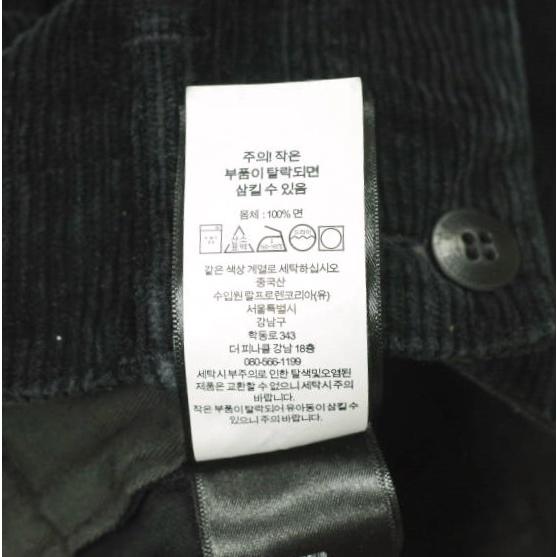 주의! 작은
부품이 탈락되면
삼킬 수 있음
몸체 : 100% 면
드라이
같은 색상 계열로 세탁하십시오
중국산
수입원 랄프로렌코리아(유)
서울특별시
강남구
학동로 343
더 피나클 강남 18층
080-566-1199
세탁시 부주의로 인한 탈색및오염된
제품은 교환할 수 없으니 세탁시 주의
바랍니다.
작은 부품이 탈락되어 유아동이 삼킬 수
있으니 주의 바랍니다.